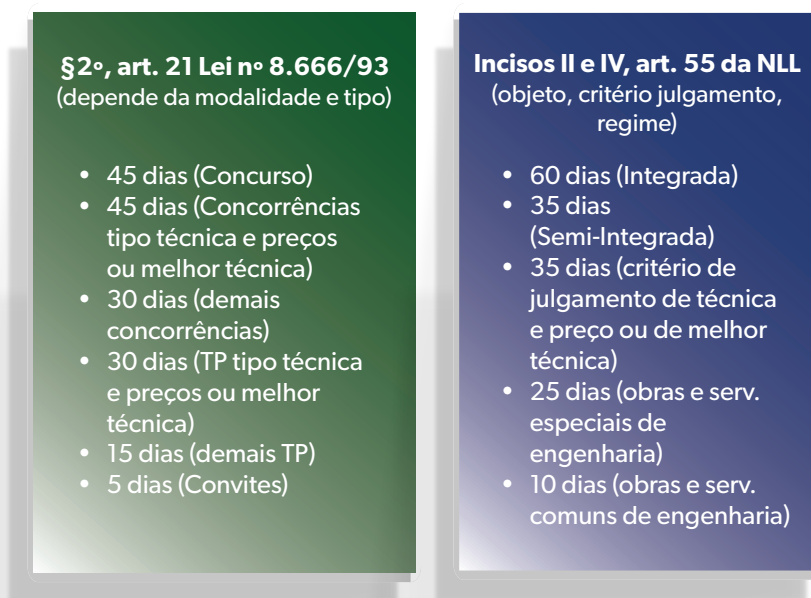 §2º, art. 21 Lei nº 8.666/93
(depende da modalidade e tipo)
• 45 dias (Concurso)
• 45 dias (Concorrências
tipo técnica e preços
ou melhor técnica)
• 30 dias (demais
concorrências)
• 30 dias (TP tipo técnica
e preços ou melhor
técnica)
• 15 dias (demais TP)
• 5 dias (Convites)
Incisos II e IV, art. 55 da NLL
(objeto, critério julgamento,
regime)
• 60 dias (Integrada)
• 35 dias
(Semi-Integrada)
• 35 dias (critério de
julgamento de técnica
e preço ou de melhor
técnica)
• 25 dias (obras e serv.
especiais de
engenharia)
• 10 dias (obras e serv.
comuns de engenharia)